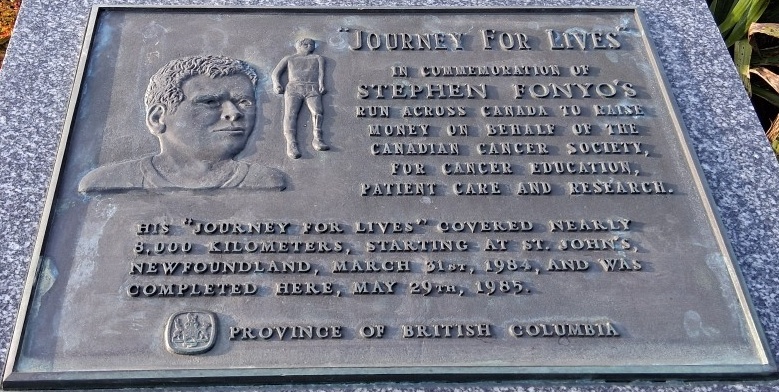 "JOURNEY FOR LIVES"
IN COMMEMORATION OF
STEPHEN FONYO'S
RUN ACROSS CANADA TO RAISE
MONEY ON BEHALF OF THE
CANADIAN CANCER SOCIETY,
FOR CANCER EDUCATION,
PATIENT CARE AND RESEARCH.
HIS "JOURNEY FOR LIVES" COVERED NEARLY
8,000 KILOMETERS, STARTING AT ST. JOHN'S,
NEWFOUNDLAND, MARCH 31ST, 1984, AND WAS
COMPLETED HERE, MAY 29TH, 1985.
PROVINCE OF BRITISH COLUMBIA